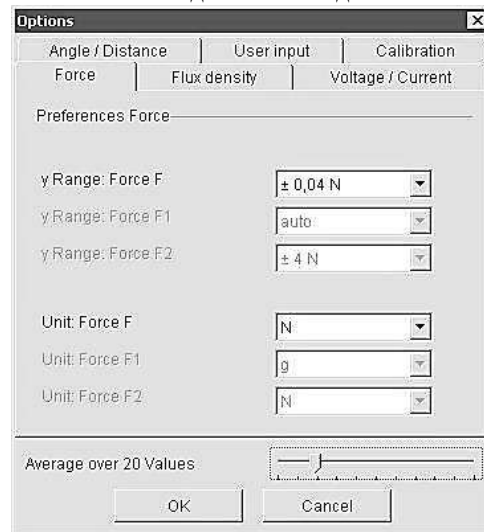 Options
Angle / Distance User input Calibration
Force Flux density Voltage / Current
Preferences Force
y Range: Force F ± 0,04 N
y Range: Force F1 auto
y Range: Force F2 ± 4 N
Unit: Force F N
Unit: Force F1 g
Unit: Force F2 N
Average over 20 Values
OK Cancel